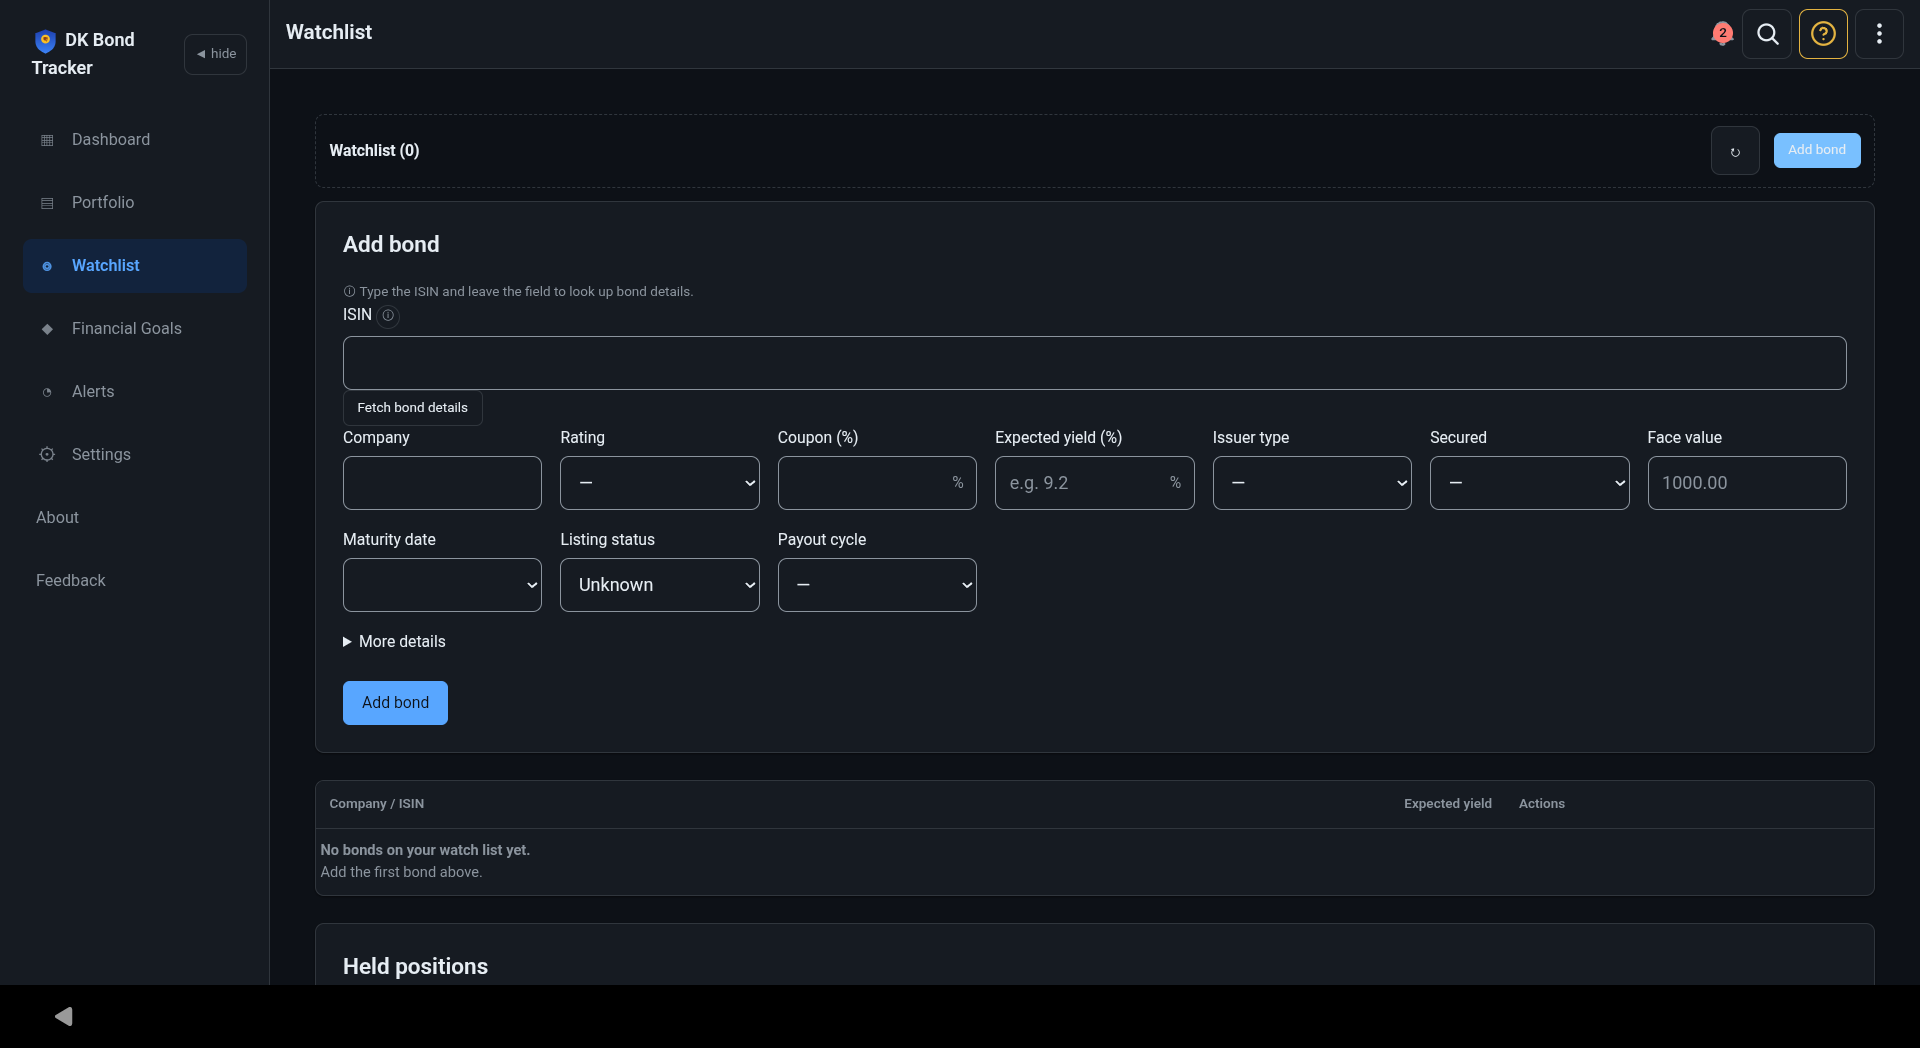 DK Bond
Tracker
◄ hide
Dashboard
Portfolio
Watchlist
Financial Goals
Alerts
Settings
About
Feedback
Watchlist
2
Watchlist (0)
Add bond
Add bond
ⓘ Type the ISIN and leave the field to look up bond details.
ISIN ⓘ
Fetch bond details
Company
Rating
Coupon (%)
Expected yield (%)
Issuer type
Secured
Face value
—
%
e.g. 9.2 %
—
—
1000.00
Maturity date
Listing status
Payout cycle
Unknown
—
More details
Add bond
Company / ISIN
Expected yield
Actions
No bonds on your watch list yet.
Add the first bond above.
Held positions